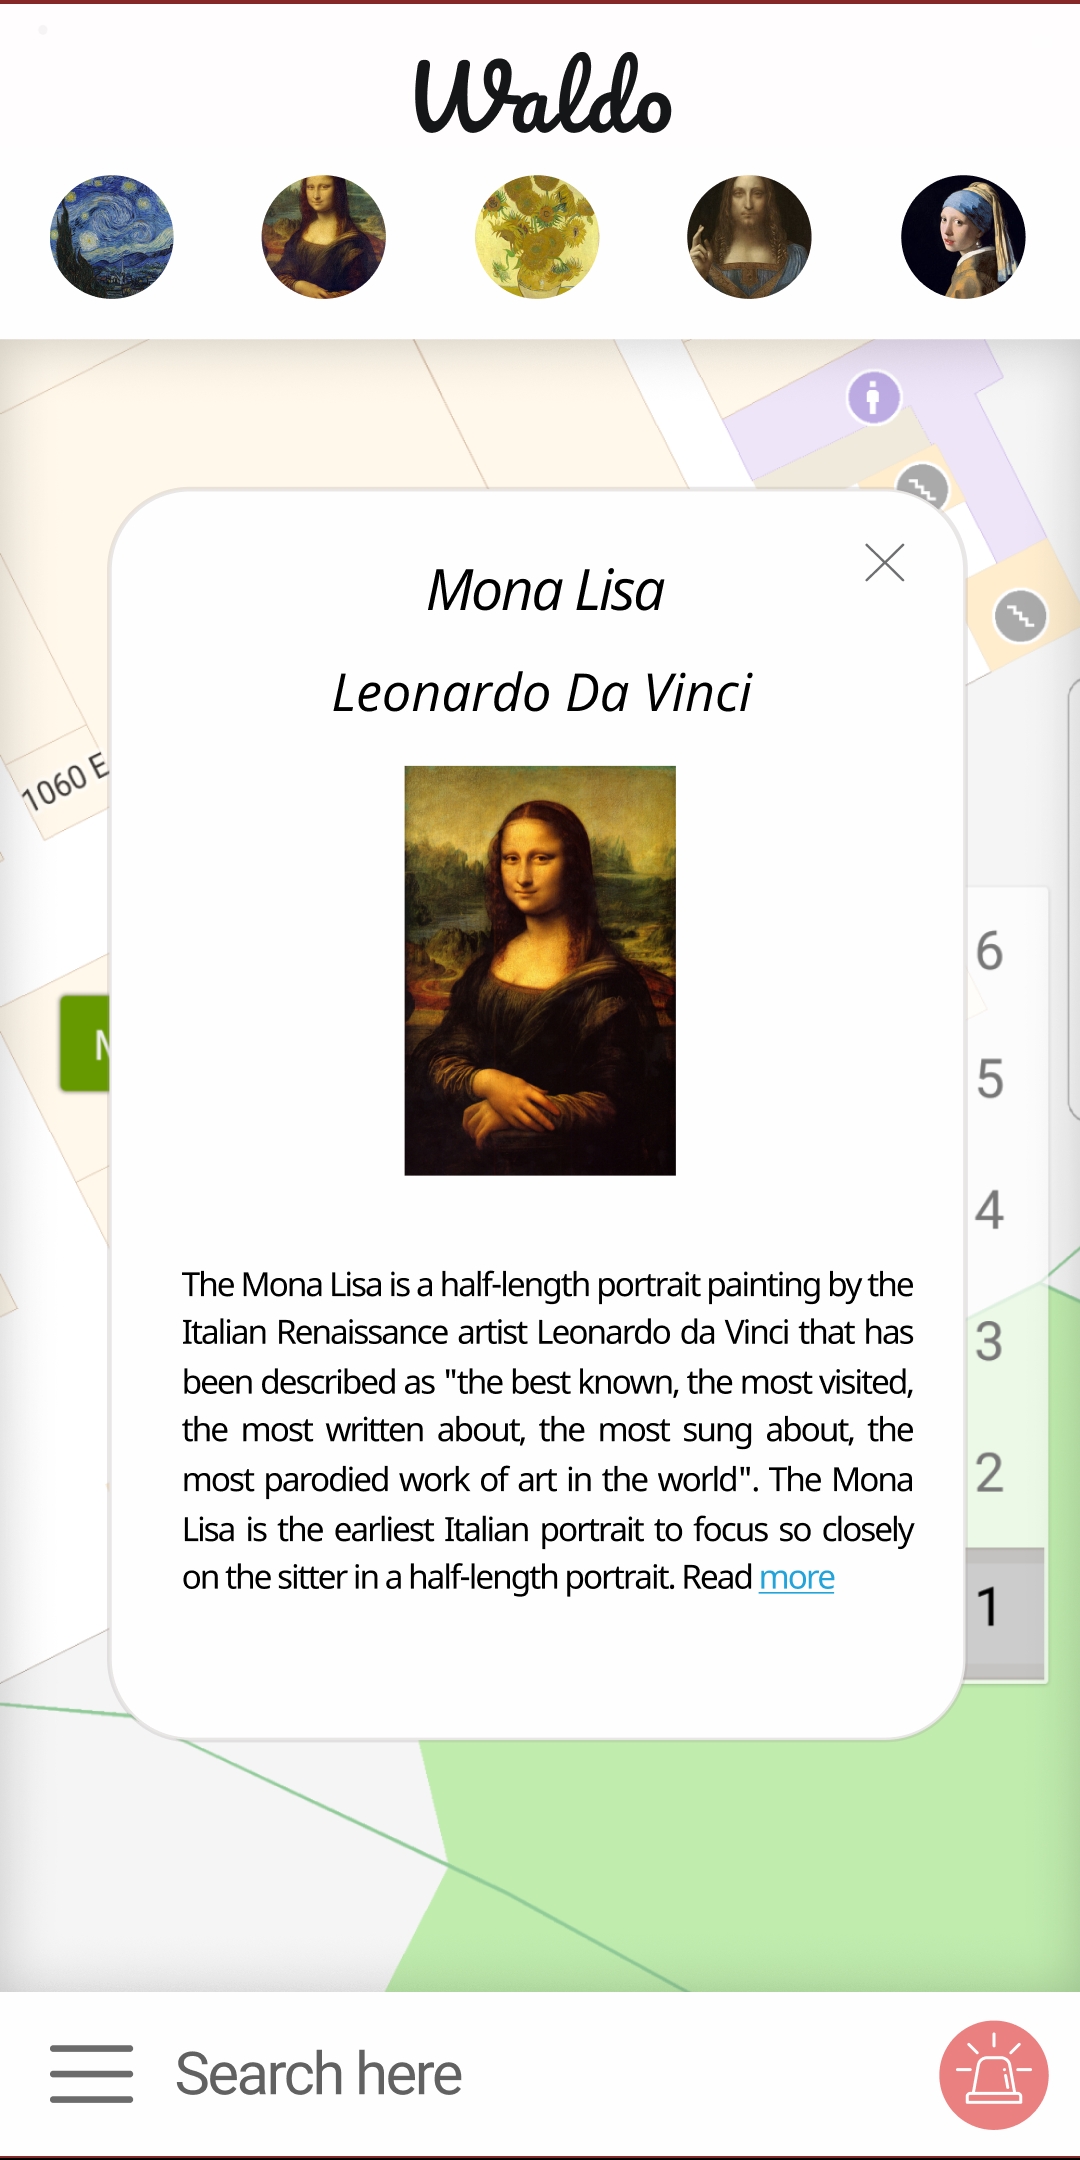 Waldo
Mona Lisa
Leonardo Da Vinci
1060 E
N
6
5
4
3
2
1
The Mona Lisa is a half-length portrait painting by the
Italian Renaissance artist Leonardo da Vinci that has
been described as "the best known, the most visited,
the most written about, the most sung about, the
most parodied work of art in the world". The Mona
Lisa is the earliest Italian portrait to focus so closely
on the sitter in a half-length portrait. Read more
Search here